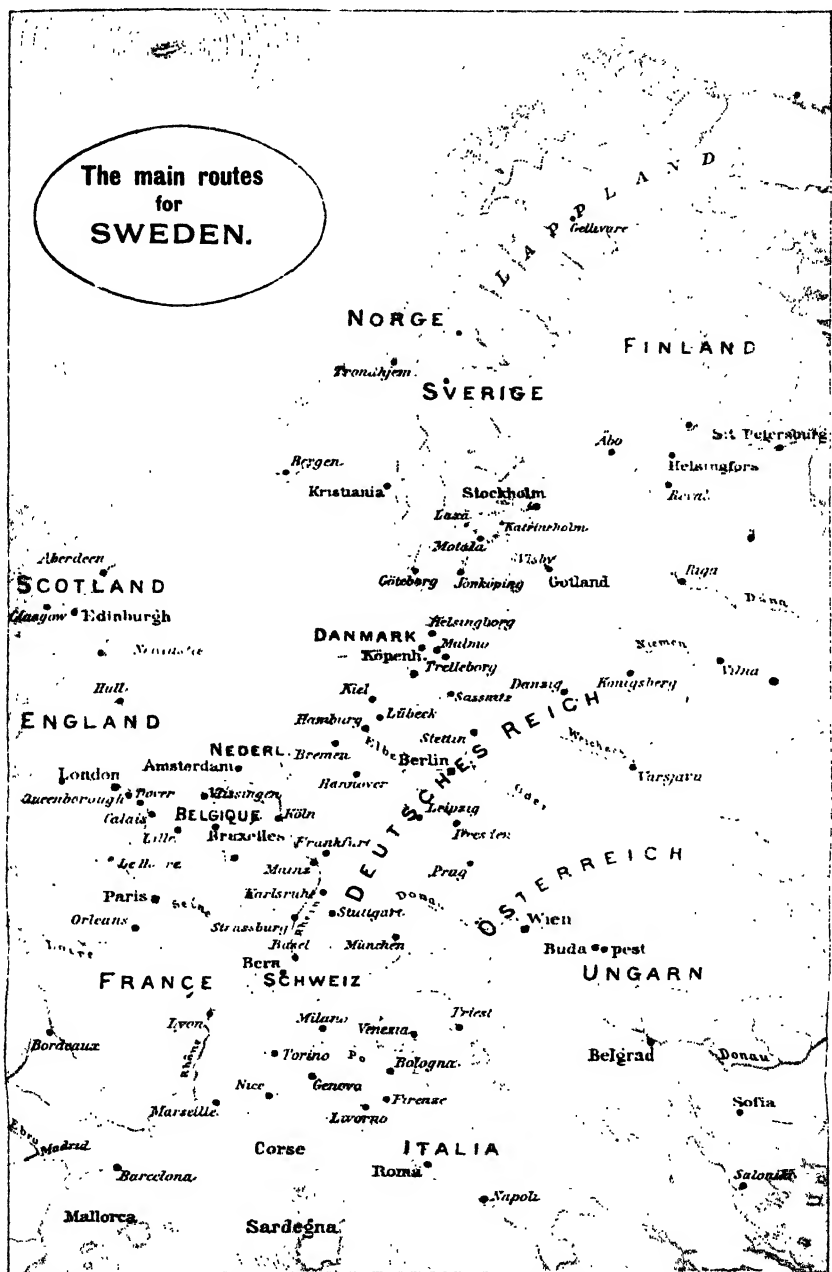 The main routes
for
SWEDEN.
LAPPLAND
Gellivare
NORGE
FINLAND
Trondhjem
SVERIGE
Åbo
S:t Petersburg
Bergen
Helsingfors
Kristiania
Stockholm
Reval
Laxå
Katrineholm
Motala
Aberdeen
Visby
Riga
SCOTLAND
Göteborg
Jönköping
Gotland
Düna
Glasgow
Edinburgh
Helsingborg
DANMARK
Malmö
Niemen
Köpenh.
Trelleborg
Vilna
Hull
Kiel
Sassnitz
Danzig
Königsberg
ENGLAND
Hamburg
Lübeck
Stettin
NEDERL.
Bremen
Elbe
DEUTSCHES REICH
London
Amsterdam
Berlin
Varsjava
Hannover
Queenborough
Dover
Vlissingen
Oder
Calais
BELGIQUE
Köln
Leipzig
Lille
Bruxelles
Dresden
Frankfurt
Mainz
Prag
ÖSTERREICH
Paris
Seine
Karlsruhe
Donau
Orleans
Strassburg
Rhein
Stuttgart
Wien
Loire
Basel
München
Buda pest
Bern
FRANCE
SCHWEIZ
UNGARN
Lyon
Milano
Venezia
Triest
Bordeaux
Rhône
Torino
Po
Bologna
Belgrad
Donau
Nice
Genova
Marseille
Firenze
Livorno
Sofia
Ebro
Madrid
Corse
ITALIA
Barcelona
Roma
Saloniki
Napoli
Mallorca
Sardegna